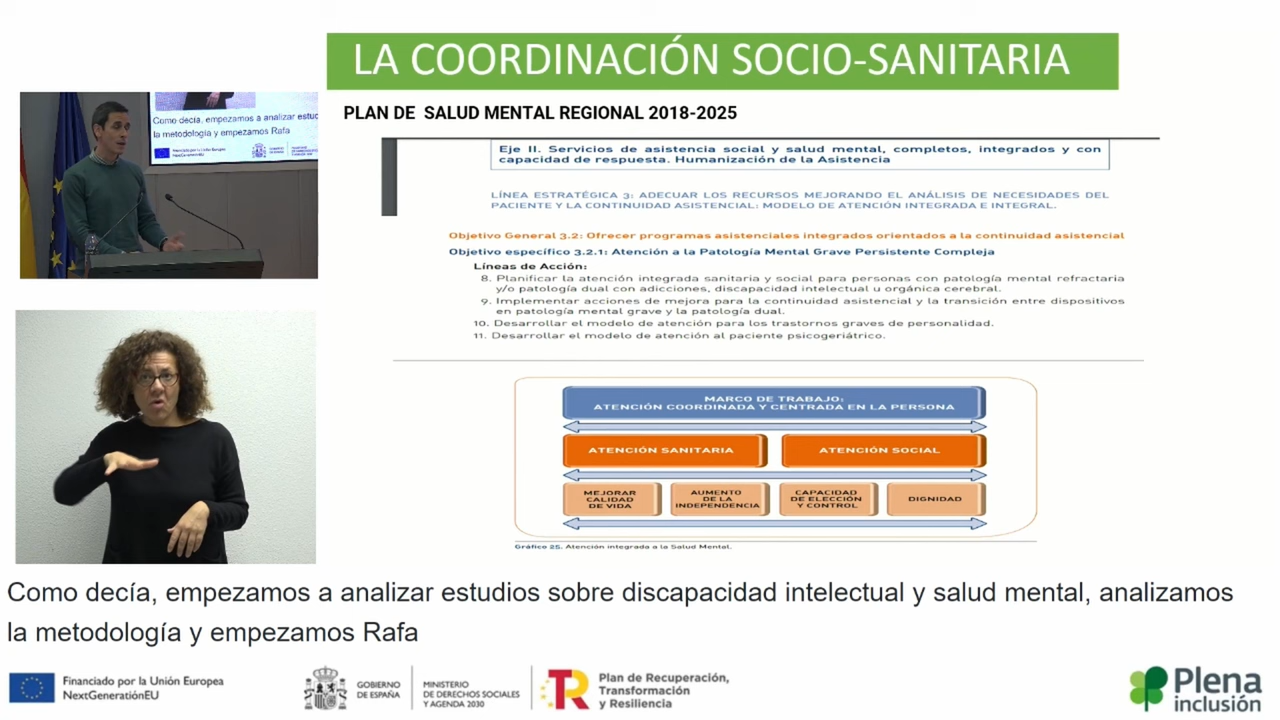 LA COORDINACIÓN SOCIO-SANITARIA
PLAN DE SALUD MENTAL REGIONAL 2018-2025
Como decía, empezamos a analizar estuc
la metodología y empezamos Rafa
Eje II. Servicios de asistencia social y salud mental, completos, integrados y con
capacidad de respuesta. Humanización de la Asistencia
LÍNEA ESTRATÉGICA 3: ADECUAR LOS RECURSOS MEJORANDO EL ANÁLISIS DE NECESIDADES DEL
PACIENTE Y LA CONTINUIDAD ASISTENCIAL: MODELO DE ATENCIÓN INTEGRADA E INTEGRAL.
Objetivo General 3.2: Ofrecer programas asistenciales integrados orientados a la continuidad asistencial
Objetivo específico 3.2.1: Atención a la Patología Mental Grave Persistente Compleja
Líneas de Acción:
8. Planificar la atención integrada sanitaria y social para personas con patología mental refractaria
y/o patología dual con adicciones, discapacidad intelectual u orgánica cerebral.
9. Implementar acciones de mejora para la continuidad asistencial y la transición entre dispositivos
en patología mental grave y la patología dual.
10. Desarrollar el modelo de atención para los trastornos graves de personalidad.
11. Desarrollar el modelo de atención al paciente psicogeriátrico.
MARCO DE TRABAJO:
ATENCIÓN COORDINADA Y CENTRADA EN LA PERSONA
ATENCIÓN SANITARIA
ATENCIÓN SOCIAL
MEJORAR
CALIDAD
DE VIDA
AUMENTO
DE LA
INDEPENDENCIA
CAPACIDAD
DE ELECCIÓN
Y CONTROL
DIGNIDAD
Gráfico 25. Atención integrada a la Salud Mental.
Como decía, empezamos a analizar estudios sobre discapacidad intelectual y salud mental, analizamos
la metodología y empezamos Rafa
Financiado por la Unión Europea
NextGenerationEU
GOBIERNO
DE ESPAÑA
MINISTERIO
DE DERECHOS SOCIALES
Y AGENDA 2030
Plan de Recuperación,
Transformación
y Resiliencia
Plena
inclusión